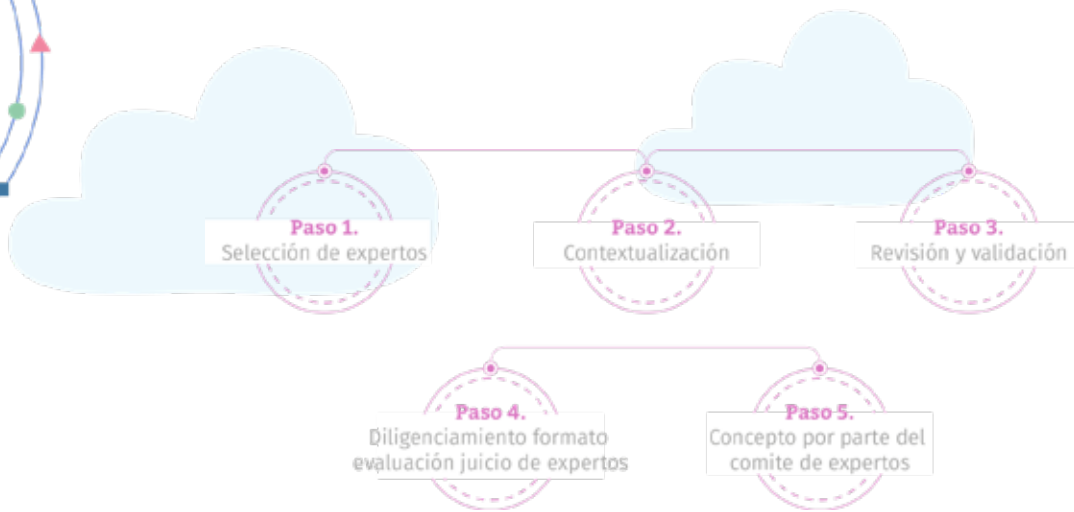 Paso 1.
Selección de expertos
Paso 2.
Contextualización
Paso 3.
Revisión y validación
Paso 4.
Diligenciamiento formato
evaluación juicio de expertos
Paso 5.
Concepto por parte del
comite de expertos